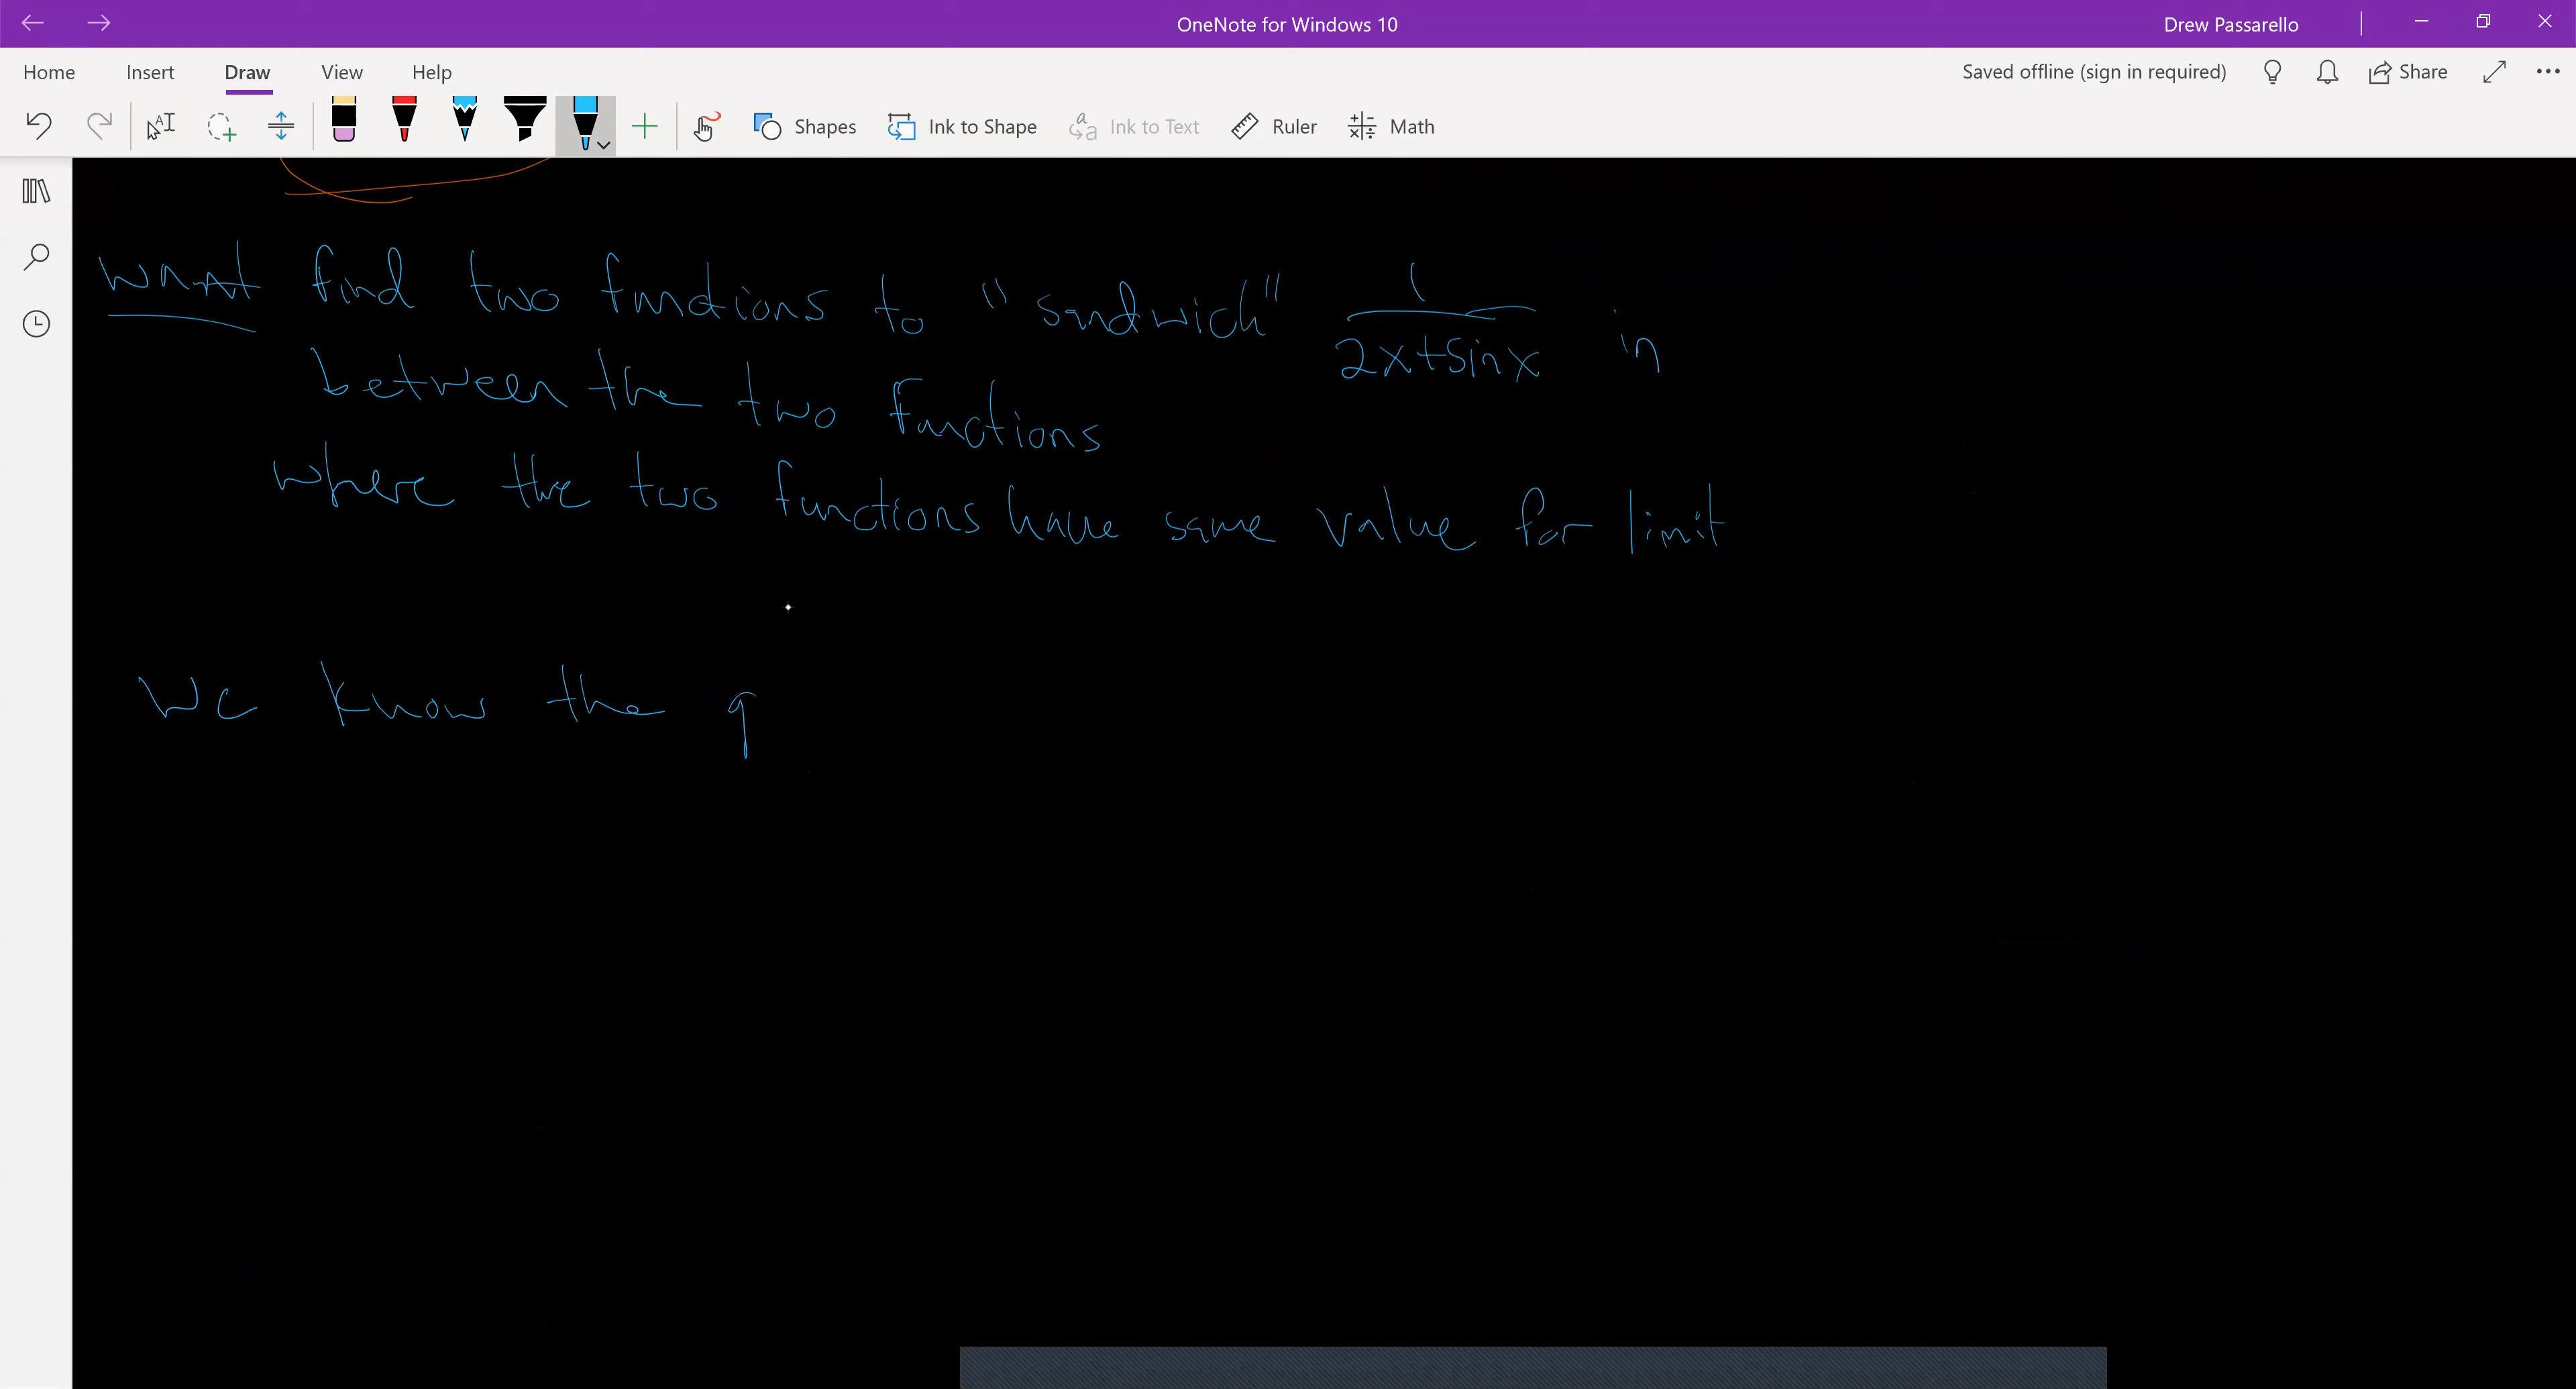 OneNote for Windows 10
Drew Passarello
Home Insert Draw View Help
Saved offline (sign in required) Share
Shapes Ink to Shape Ink to Text Ruler Math
want find two functions to "sandwich" 1/(2x+sinx) in
between the two functions
where the two functions have same value for limit
We know the q